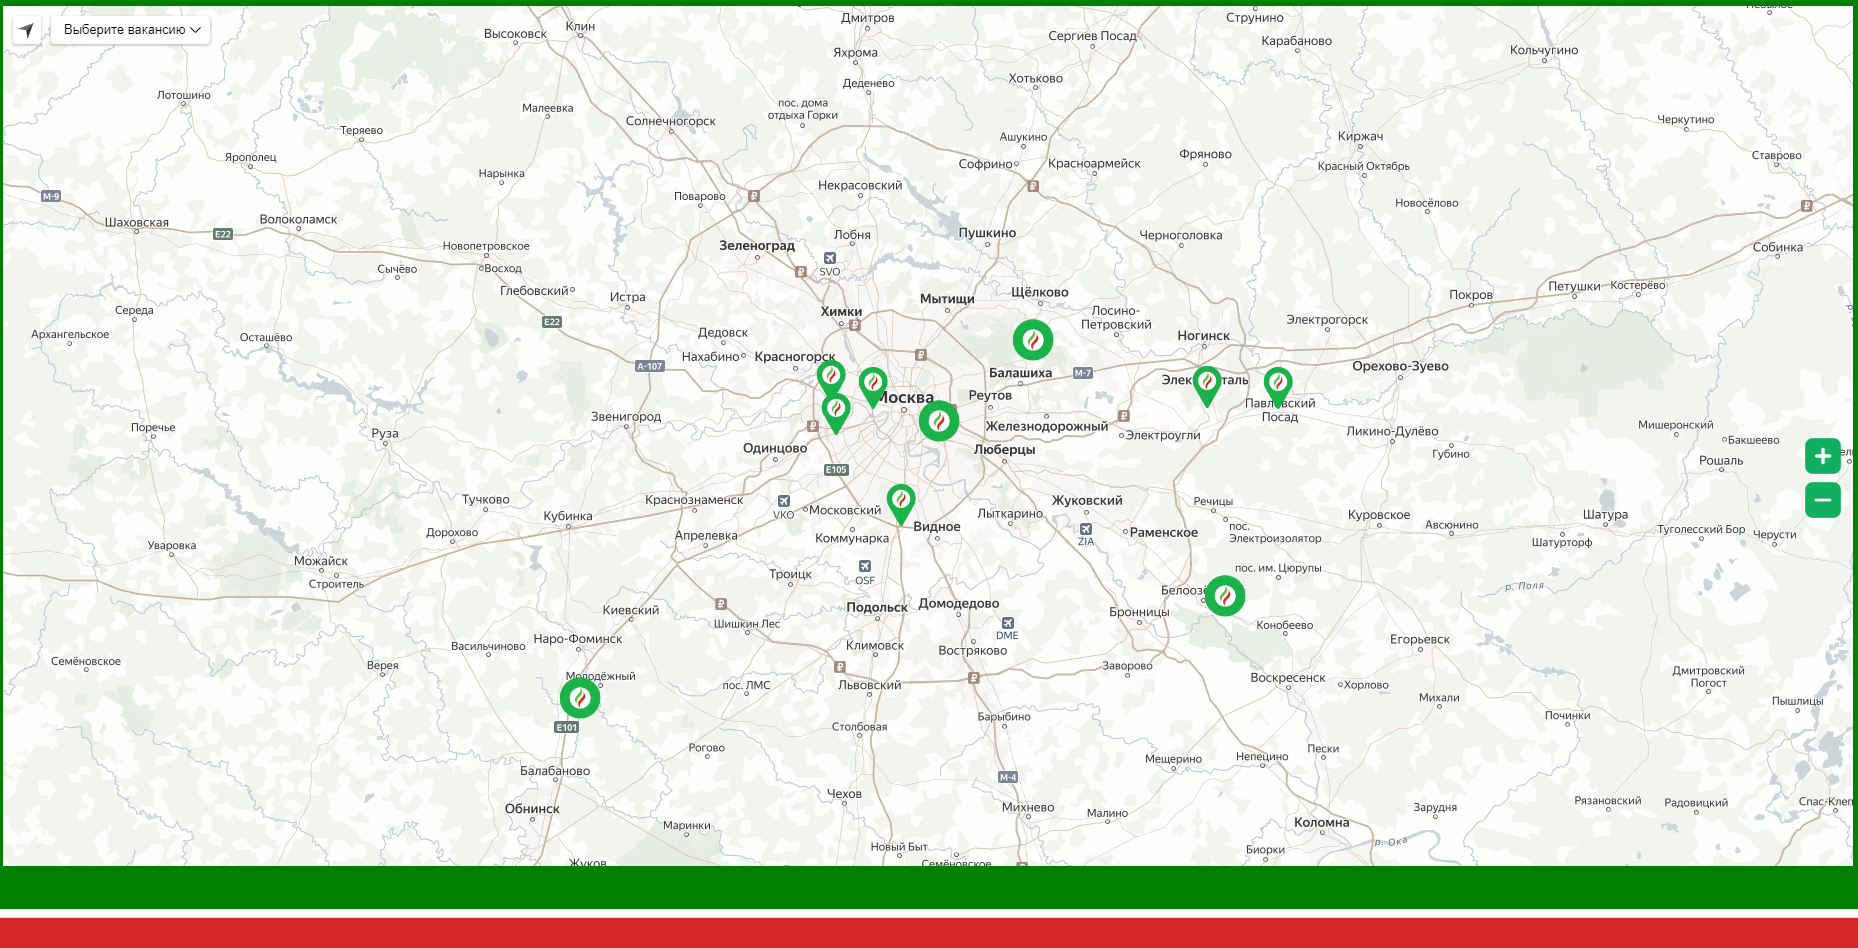 Выберите вакансию
Клин
Высоковск
Дмитров
Яхрома
Деденево
Сергиев Посад
Хотьково
Струнино
Карабаново
Кольчугино
Лотошино
Теряево
Ярополец
Малеевка
Солнечногорск
пос. дома
отдыха Горки
Ашукино
Софрино
Красноармейск
Фряново
Киржач
Красный Октябрь
Черкутино
Ставрово
М-9
Нарынка
Поварово
Некрасовский
Новосёлово
Шаховская
E22
Волоколамск
Новопетровское
Зеленоград
Лобня
SVO
Пушкино
Черноголовка
Собинка
Сычёво
Восход
Глебовский
Истра
Середа
Архангельское
Осташёво
E22
Химки
Мытищи
Щёлково
Лосино-
Петровский
Ногинск
Электрогорск
Покров
Петушки
Костерёво
Дедовск
Нахабино
Красногорск
А-107
Балашиха
М-7
Орехово-Зуево
Москва
Реутов
Посад
Звенигород
Поречье
Руза
Одинцово
E105
Железнодорожный
Электроугли
Люберцы
Ликино-Дулёво
Губино
Мишеронский
Бакшеево
Рошаль
Тучково
Кубинка
Дорохово
Краснознаменск
VKO
Московский
Апрелевка
Коммунарка
Видное
Лыткарино
Жуковский
ZIA
Раменское
Речицы
пос.
Электроизолятор
Куровское
Авсюнино
Шатура
Шатурторф
Туголесский Бор
Черусти
Уваровка
Можайск
Строитель
Троицк
OSF
пос. им. Цюрупы
р. Поля
Киевский
Шишкин Лес
Подольск
Домодедово
DME
Бронницы
Конобеево
Егорьевск
Семёновское
Верея
Васильчиново
Наро-Фоминск
Молодёжный
E101
Климовск
Востряково
Заворово
Воскресенск
Хорлово
Михали
Дмитровский
Погост
Пышлицы
пос. ЛМС
Львовский
Столбовая
Барыбино
Починки
Рогово
Балабаново
Обнинск
Чехов
М-4
Михнево
Мещерино
Непецино
Пески
Малино
Коломна
Зарудня
Рязановский
Радовицкий
Маринки
Жуков
Новый Быт
Семёновское
Биорки
р. Ока